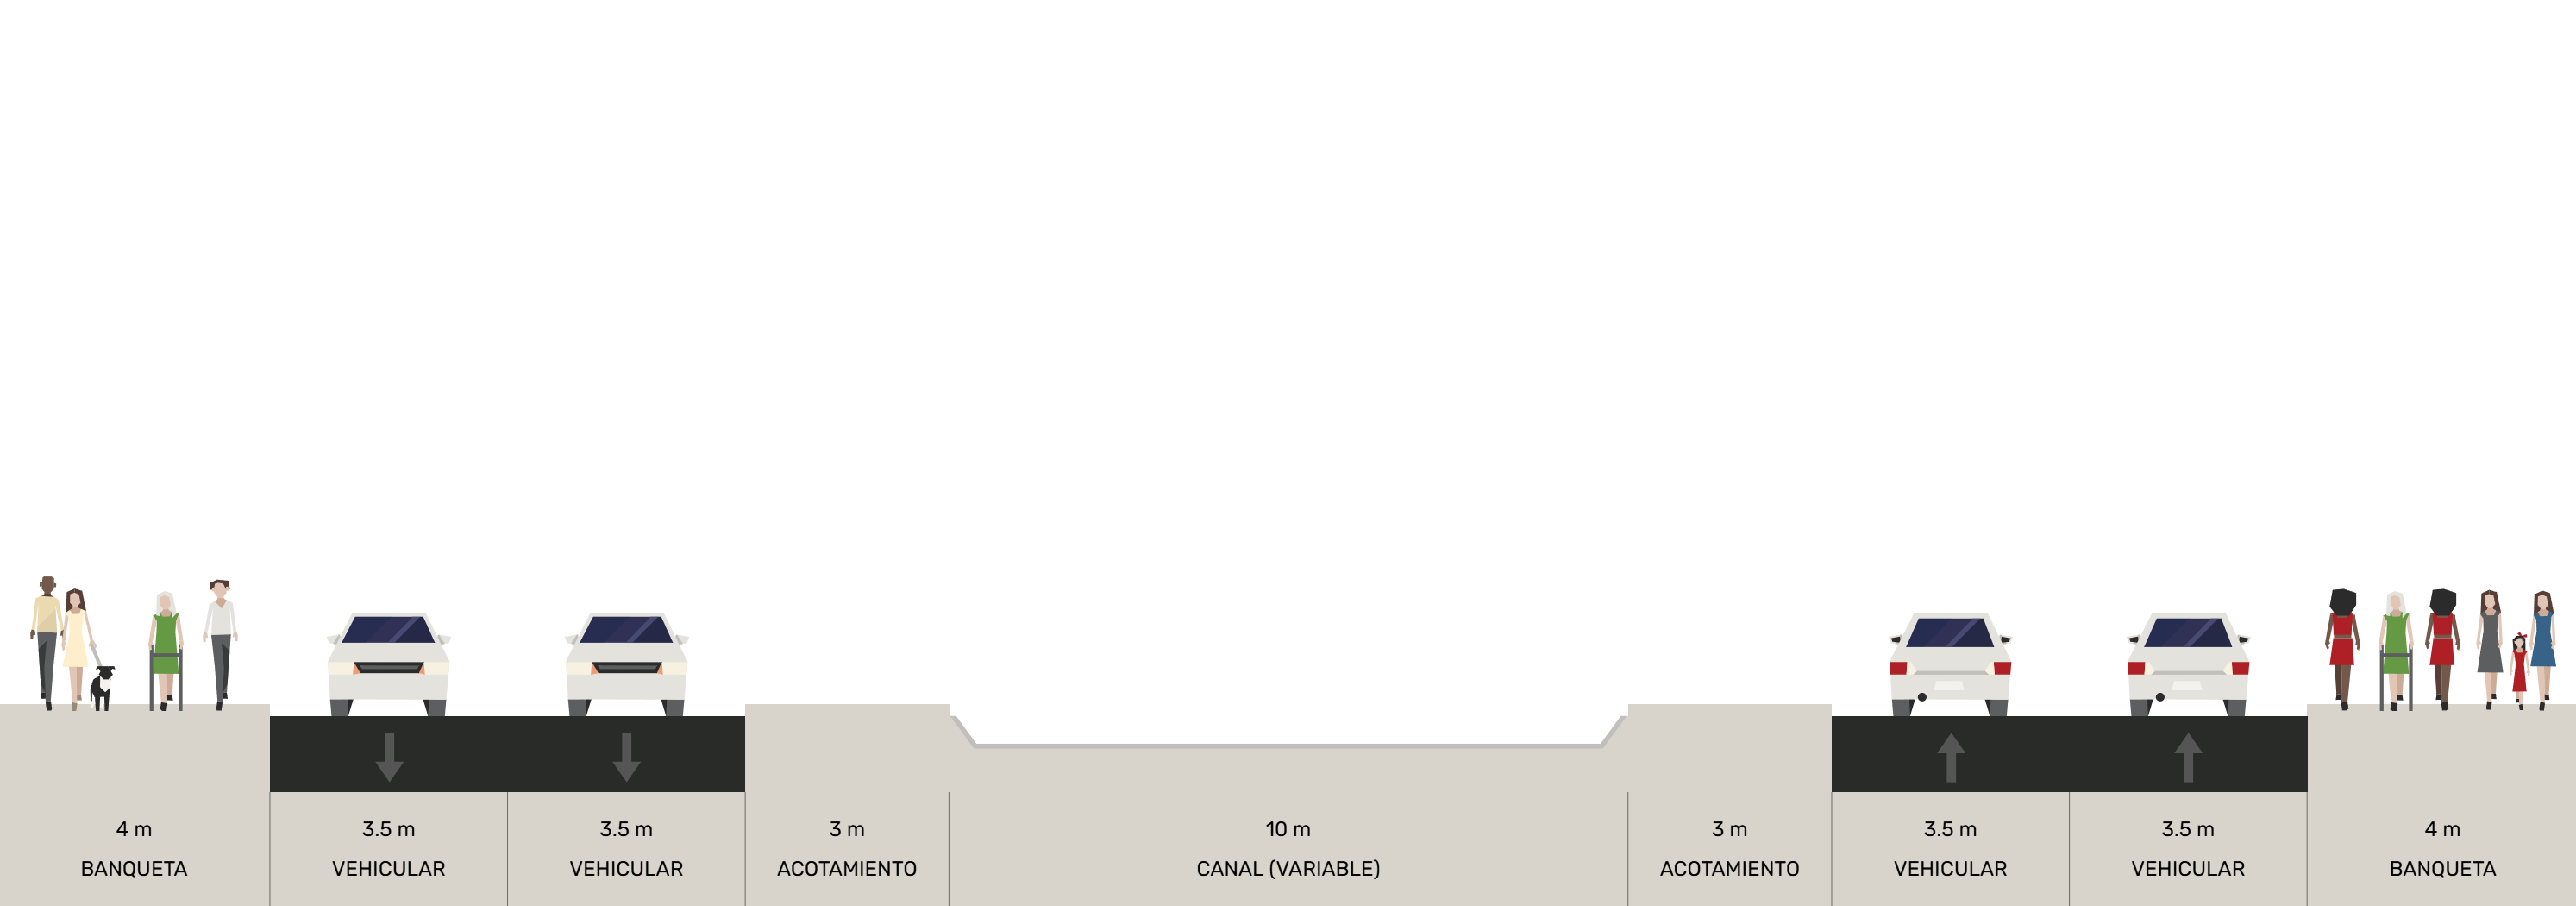 4 m
BANQUETA
3.5 m
VEHICULAR
3.5 m
VEHICULAR
3 m
ACOTAMIENTO
10 m
CANAL (VARIABLE)
3 m
ACOTAMIENTO
3.5 m
VEHICULAR
3.5 m
VEHICULAR
4 m
BANQUETA